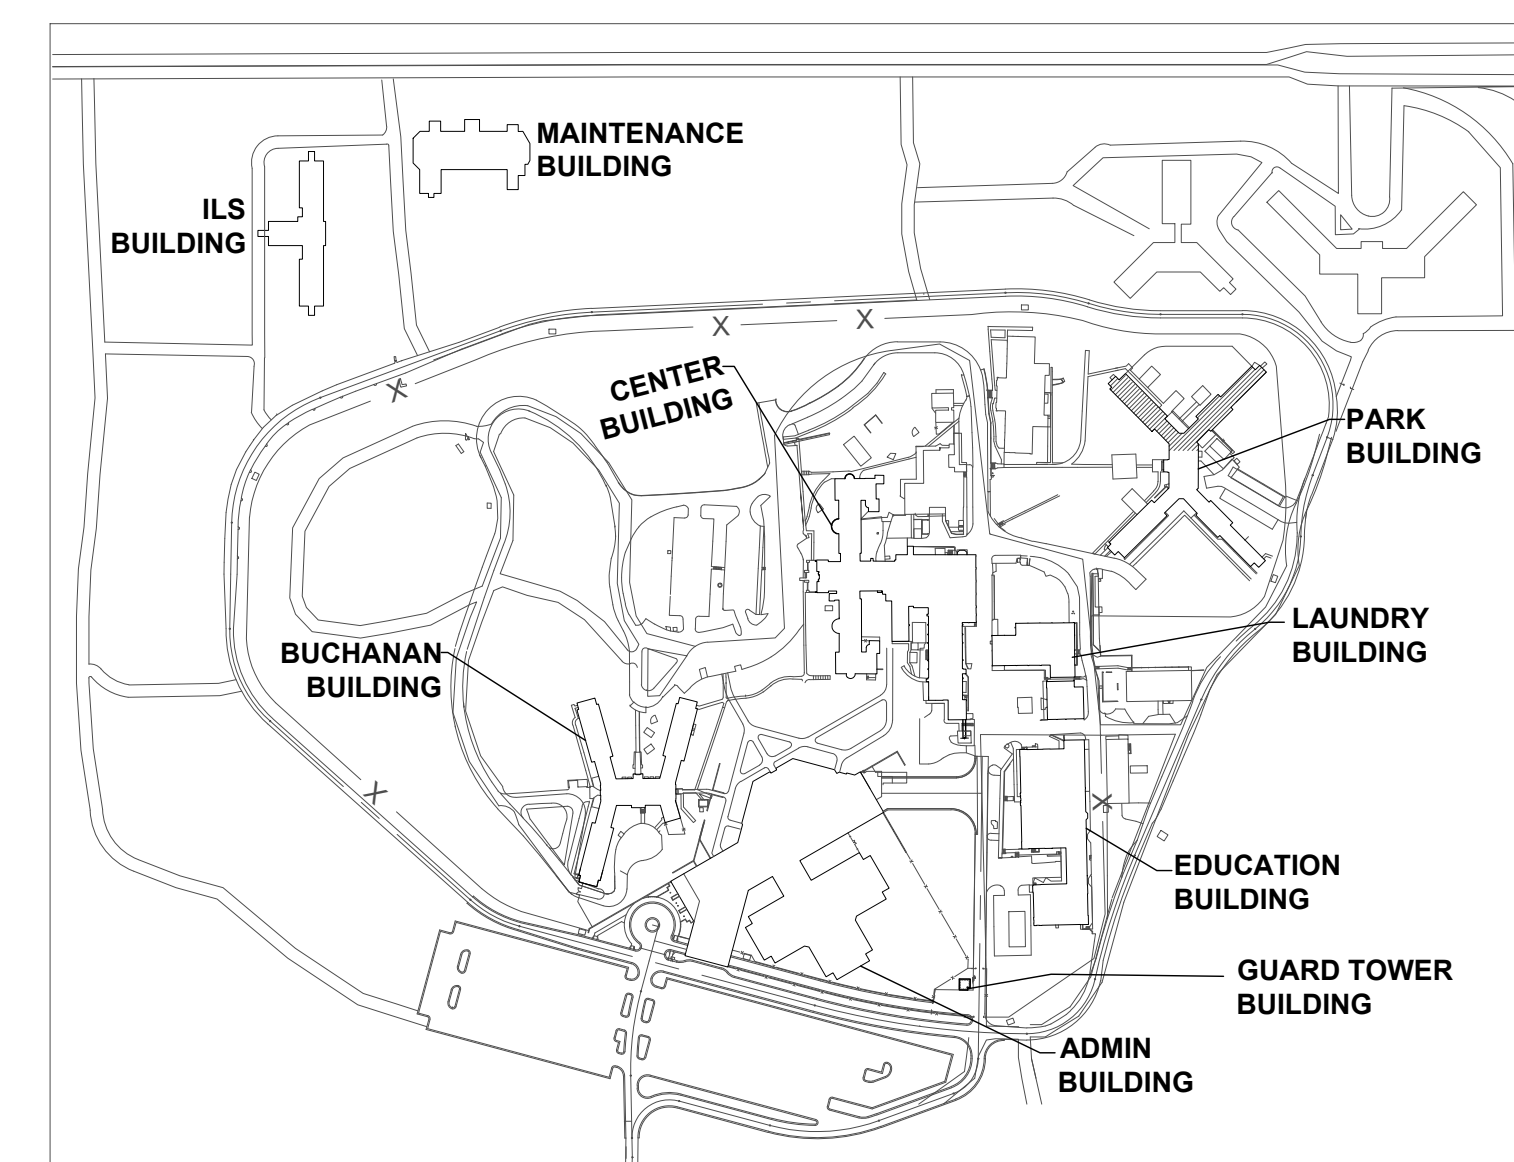 MAINTENANCE
BUILDING
ILS
BUILDING
X
X
X
CENTER
BUILDING
PARK
BUILDING
LAUNDRY
BUILDING
BUCHANAN
BUILDING
X
X
EDUCATION
BUILDING
GUARD TOWER
BUILDING
ADMIN
BUILDING